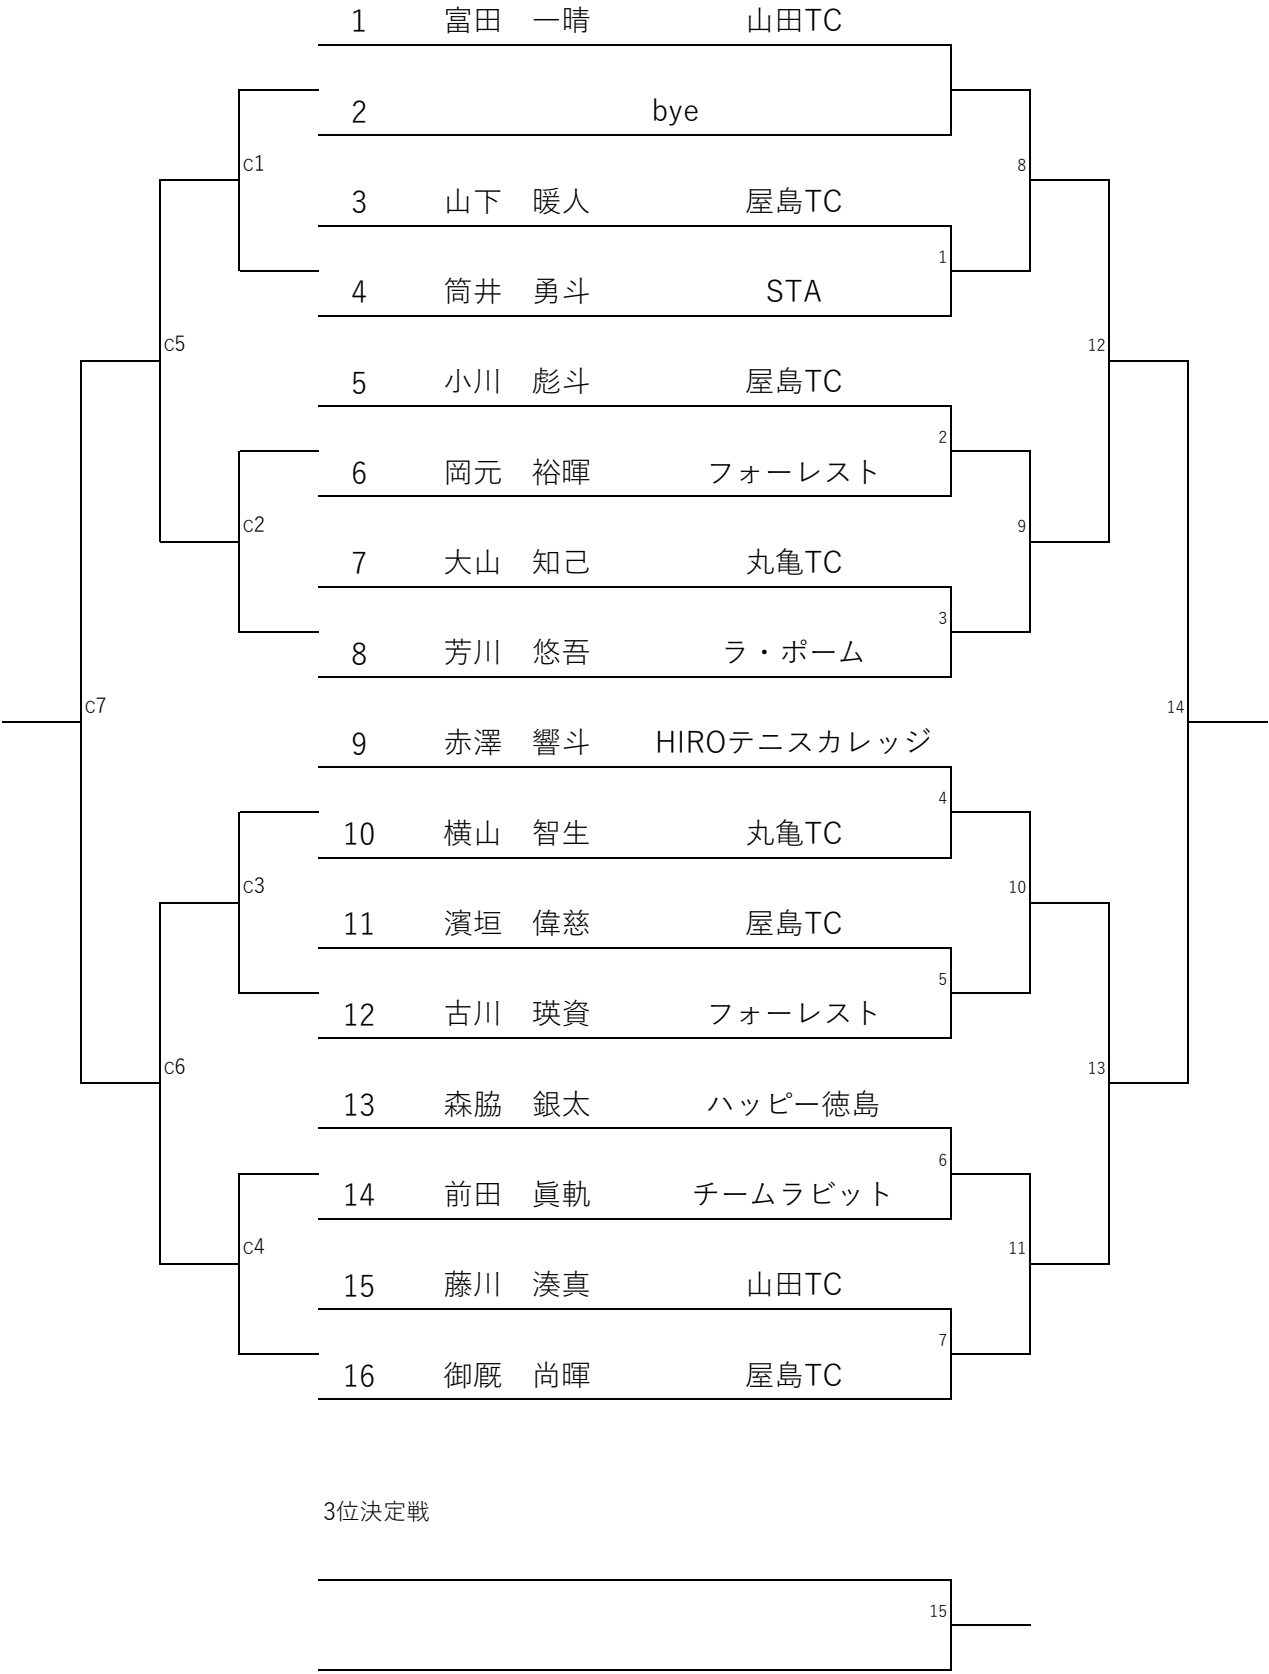 1 富田 一晴 山田TC
2 bye
c1 8
3 山下 暖人 屋島TC
1
4 筒井 勇斗 STA
c5 12
5 小川 彪斗 屋島TC
2
6 岡元 裕暉 フォーレスト
c2 9
7 大山 知己 丸亀TC
3
8 芳川 悠吾 ラ・ポーム
c7 14
9 赤澤 響斗 HIROテニスカレッジ
4
10 横山 智生 丸亀TC
c3 10
11 濱垣 偉慈 屋島TC
5
12 古川 瑛資 フォーレスト
c6 13
13 森脇 銀太 ハッピー徳島
6
14 前田 眞軌 チームラビット
c4 11
15 藤川 湊真 山田TC
7
16 御厩 尚暉 屋島TC
3位決定戦
15